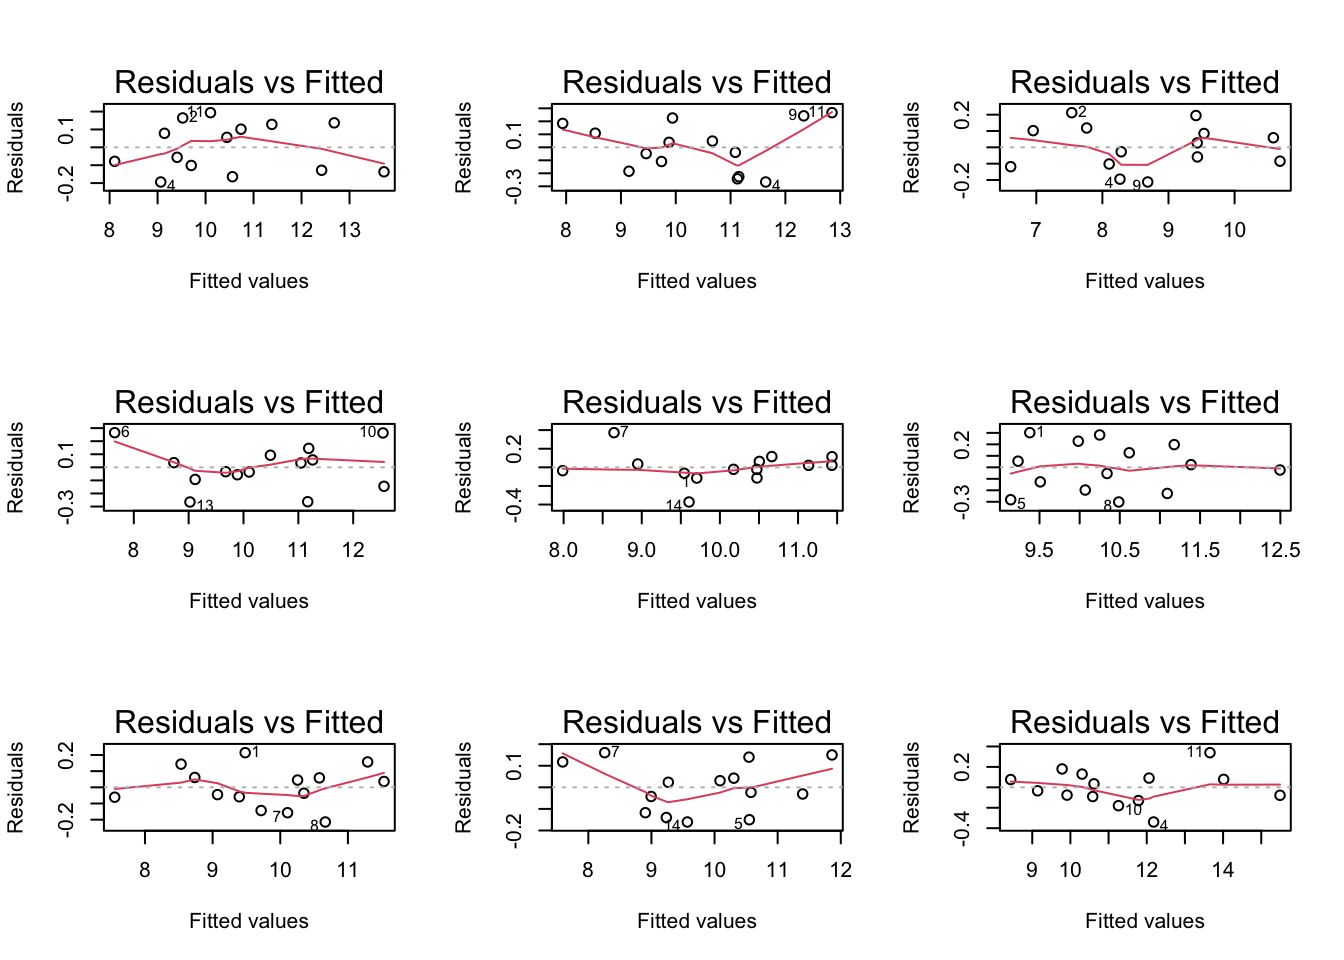 Residuals vs Fitted
Residuals
0.1
-0.2
11
2
4
8 9 10 11 12 13
Fitted values
Residuals vs Fitted
Residuals
0.1
-0.3
9
11
4
8 9 10 11 12 13
Fitted values
Residuals vs Fitted
Residuals
0.2
-0.2
2
4
9
7 8 9 10
Fitted values
Residuals vs Fitted
Residuals
0.1
-0.3
6
10
13
8 9 10 11 12
Fitted values
Residuals vs Fitted
Residuals
0.2
-0.4
7
1
14
8.0 9.0 10.0 11.0
Fitted values
Residuals vs Fitted
Residuals
0.2
-0.3
1
5
8
9.5 10.5 11.5 12.5
Fitted values
Residuals vs Fitted
Residuals
0.2
-0.2
1
7
8
8 9 10 11
Fitted values
Residuals vs Fitted
Residuals
0.1
-0.2
7
14
5
8 9 10 11 12
Fitted values
Residuals vs Fitted
Residuals
0.2
-0.4
11
10
4
9 10 12 14
Fitted values